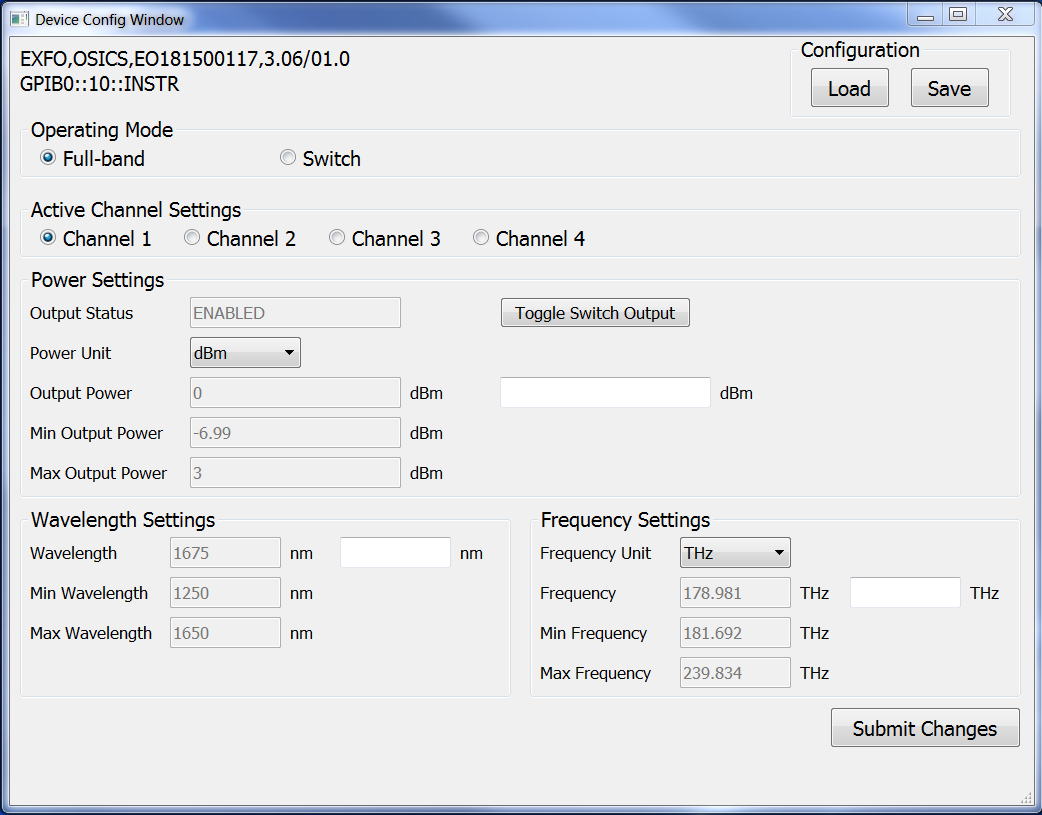 Device Config Window
EXFO,OSICS,EO181500117,3.06/01.0
GPIB0::10::INSTR
Configuration
Load Save
Operating Mode
Full-band Switch
Active Channel Settings
Channel 1 Channel 2 Channel 3 Channel 4
Power Settings
Output Status ENABLED Toggle Switch Output
Power Unit dBm
Output Power 0 dBm dBm
Min Output Power -6.99 dBm
Max Output Power 3 dBm
Wavelength Settings
Wavelength 1675 nm nm
Min Wavelength 1250 nm
Max Wavelength 1650 nm
Frequency Settings
Frequency Unit THz
Frequency 178.981 THz THz
Min Frequency 181.692 THz
Max Frequency 239.834 THz
Submit Changes